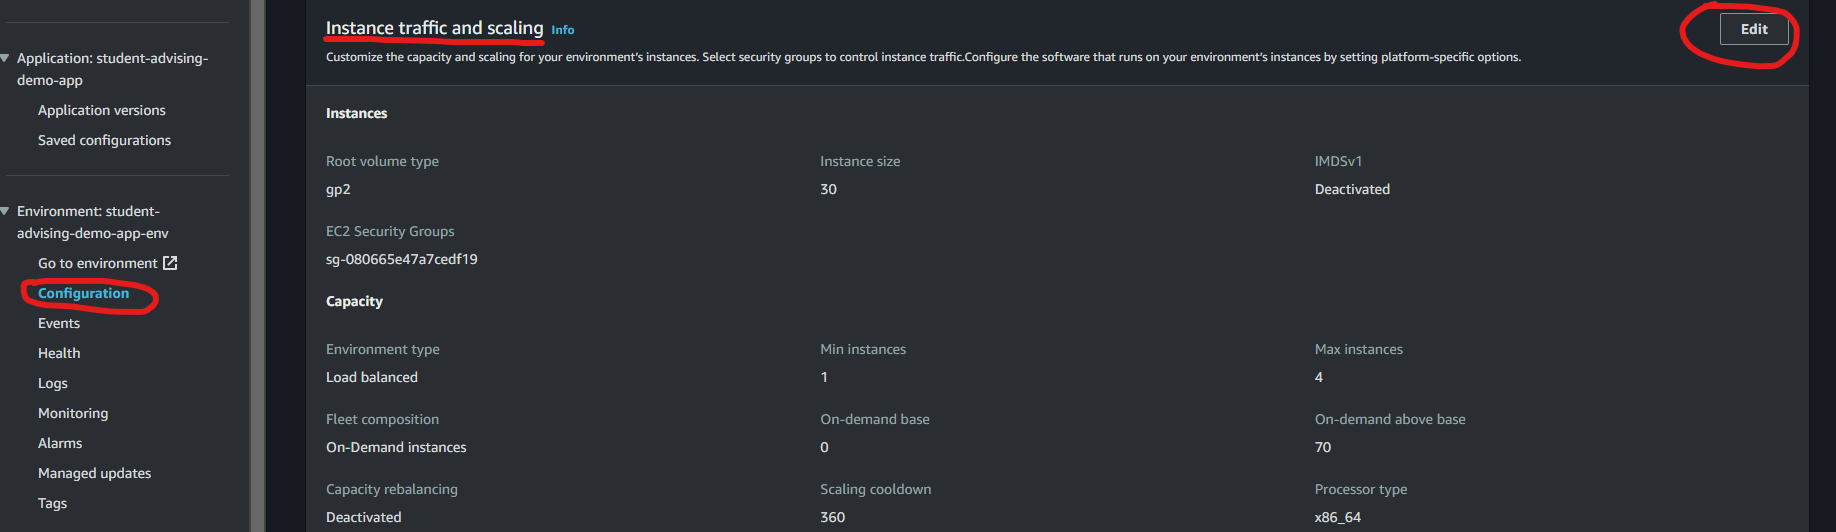 Application: student-advising-
demo-app
Application versions
Saved configurations
Environment: student-
advising-demo-app-env
Go to environment
Configuration
Events
Health
Logs
Monitoring
Alarms
Managed updates
Tags
Instance traffic and scaling Info
Edit
Customize the capacity and scaling for your environment's instances. Select security groups to control instance traffic.Configure the software that runs on your environment's instances by setting platform-specific options.
Instances
Root volume type Instance size IMDSv1
gp2 30 Deactivated
EC2 Security Groups
sg-080665e47a7cedf19
Capacity
Environment type Min instances Max instances
Load balanced 1 4
Fleet composition On-demand base On-demand above base
On-Demand instances 0 70
Capacity rebalancing Scaling cooldown Processor type
Deactivated 360 x86_64